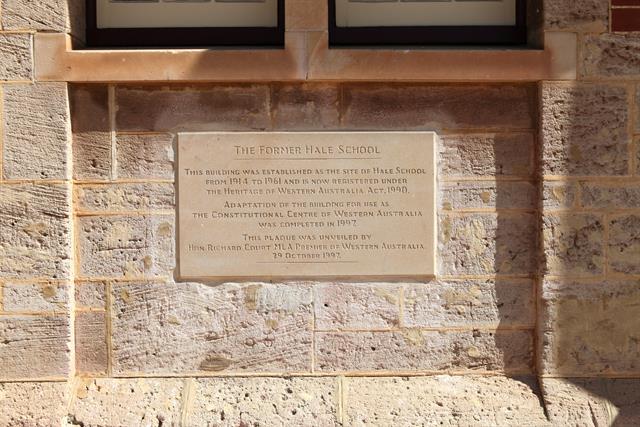 The Former Hale School
This building was established as the site of Hale School
from 1914 to 1961 and is now registered under
the Heritage of Western Australia Act, 1990.
Adaptation of the building for use as
the Constitutional Centre of Western Australia
was completed in 1997.
This plaque was unveiled by
Hon. Richard Court MLA Premier of Western Australia
29 October 1997.